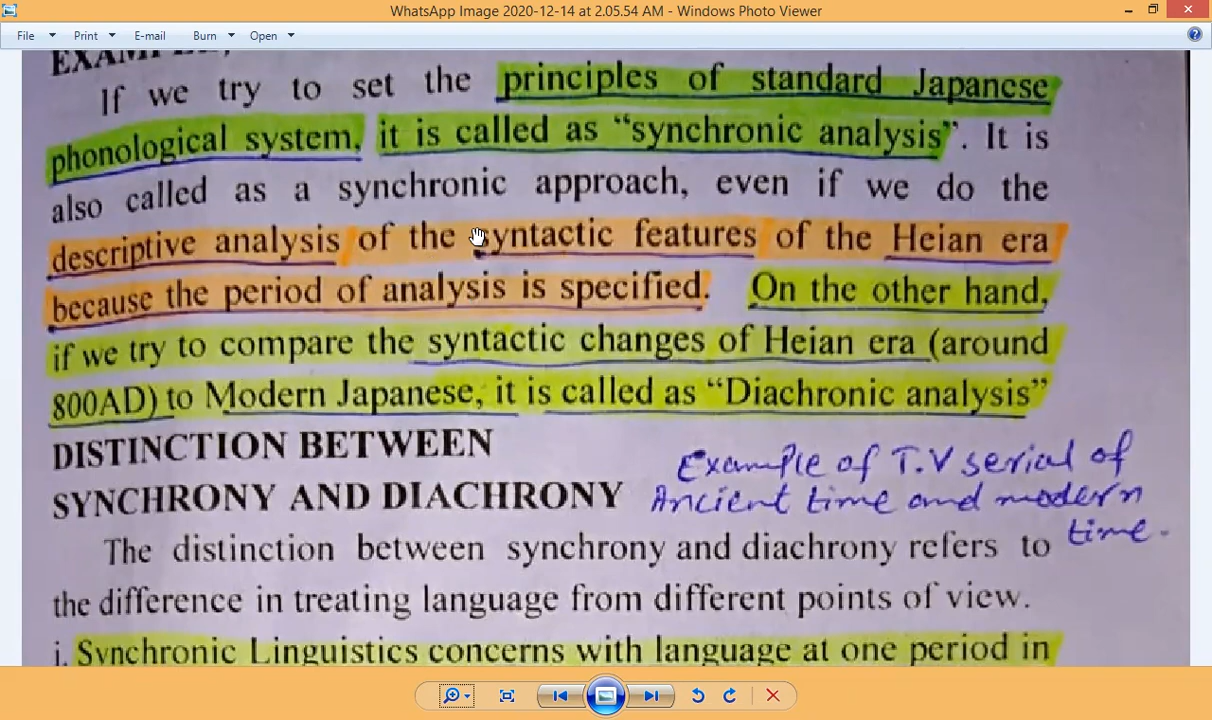 WhatsApp Image 2020-12-14 at 2.05.54 AM - Windows Photo Viewer
File Print E-mail Burn Open
If we try to set the principles of standard Japanese
phonological system, it is called as “synchronic analysis”. It is
also called as a synchronic approach, even if we do the
descriptive analysis of the syntactic features of the Heian era
because the period of analysis is specified. On the other hand,
if we try to compare the syntactic changes of Heian era (around
800AD) to Modern Japanese, it is called as “Diachronic analysis”
DISTINCTION BETWEEN
SYNCHRONY AND DIACHRONY
Example of T.V serial of
Ancient time and modern
time.
The distinction between synchrony and diachrony refers to
the difference in treating language from different points of view.
i. Synchronic Linguistics concerns with language at one period in